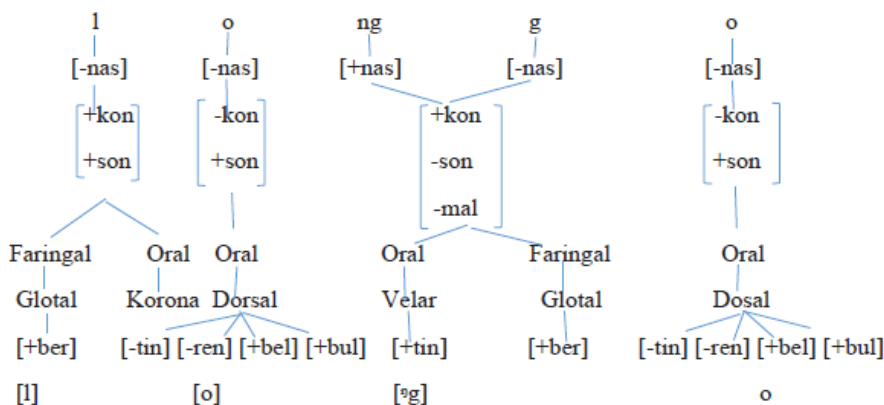 l o ng g o
[-nas] [-nas] [+nas] [-nas] [-nas]
+kon -kon +kon -kon
+son +son -son +son
-mal
Faringal Oral Oral Oral Faringal Oral
Glotal Korona Dorsal Velar Glotal Dosal
[+ber] [-tin] [-ren] [+bel] [+bul] [+tin] [+ber] [-tin] [-ren] [+bel] [+bul]
[l] [o] [ᵑg] o